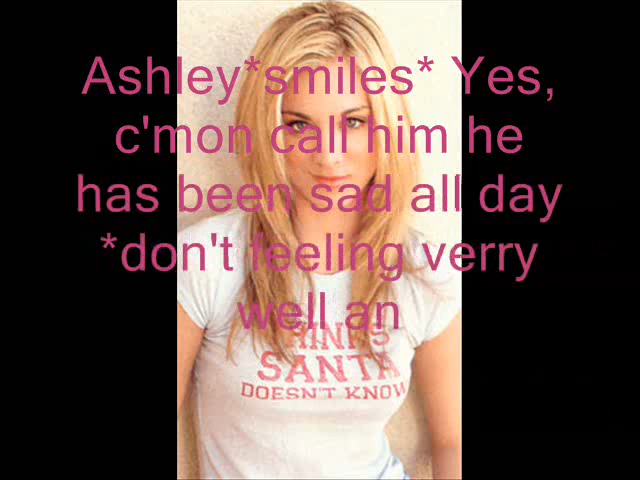 Ashley*smiles* Yes,
c'mon call him he
has been sad all day
*don't feeling verry
well an
SANTA
DOESN'T KNOW